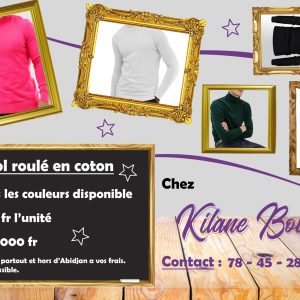 ol roulé en coton
les couleurs disponible
fr l'unité
000 fr
partout et hors d'Abidjan a vos frais.
ssible.
Chez
Kilane Bou
Contact : 78 - 45 - 28